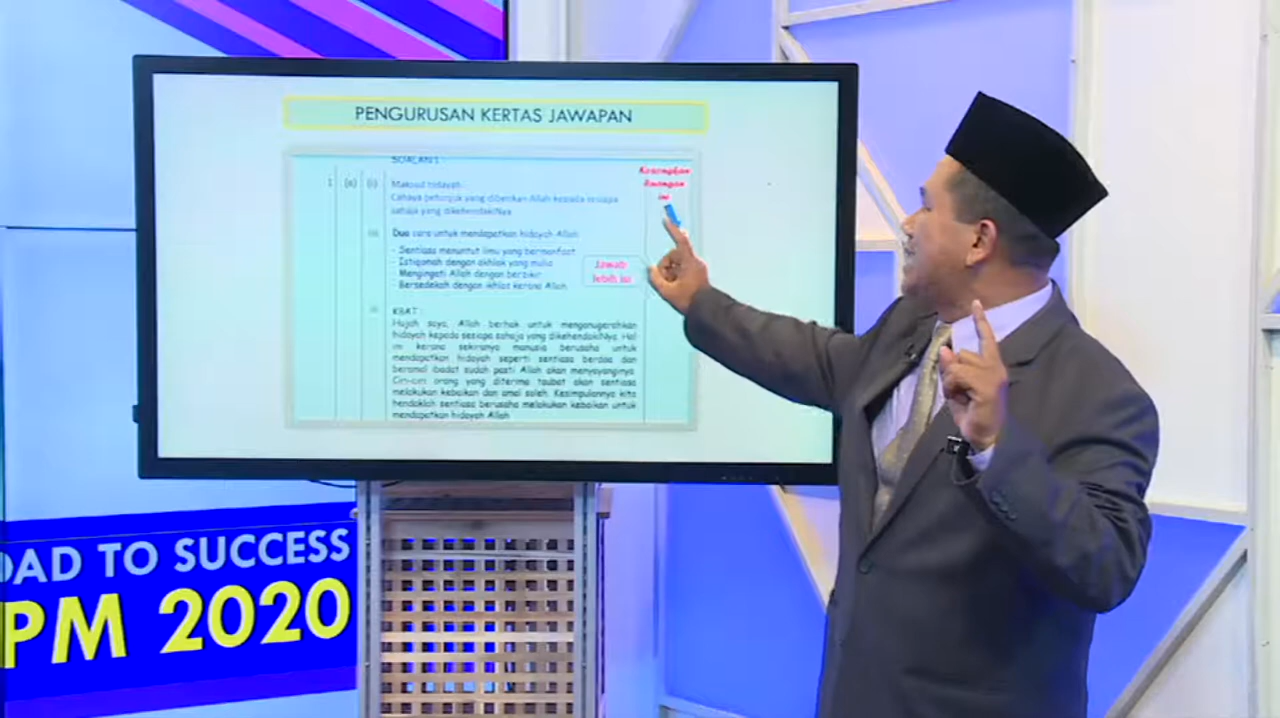 PENGURUSAN KERTAS JAWAPAN
SOALAN 1 :
1 (a) (i) Maksud hidayah :
Cahaya petunjuk yang diberikan Allah kepada sesiapa
sahaja yang dikehendakiNya
Kosongkan
Ruangan
ini
(ii) Dua cara untuk mendapatkan hidayah Allah
- Sentiasa menuntut ilmu yang bermanfaat
- Istiqamah dengan akhlak yang mulia
- Mengingati Allah dengan berzikir
- Bersedekah dengan ikhlas kerana Allah
Jawab
lebih isi
KBAT :
Hujah saya, Allah berhak untuk menganugerahkan
hidayah kepada sesiapa sahaja yang dikehendakiNya. Hal
ini kerana sekiranya manusia berusaha untuk
mendapatkan hidayah seperti sentiasa berdoa dan
beramal ibadat sudah pasti Allah akan menyayanginya.
Ciri-ciri orang yang diterima taubat akan sentiasa
melakukan kebaikan dan amal soleh. Kesimpulannya kita
hendaklah sentiasa berusaha melakukan kebaikan untuk
mendapatkan hidayah Allah
OAD TO SUCCESS
PM 2020